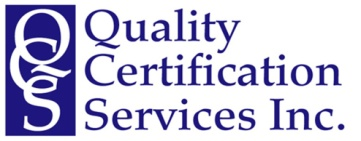 QCS
Quality
Certification
Services Inc.